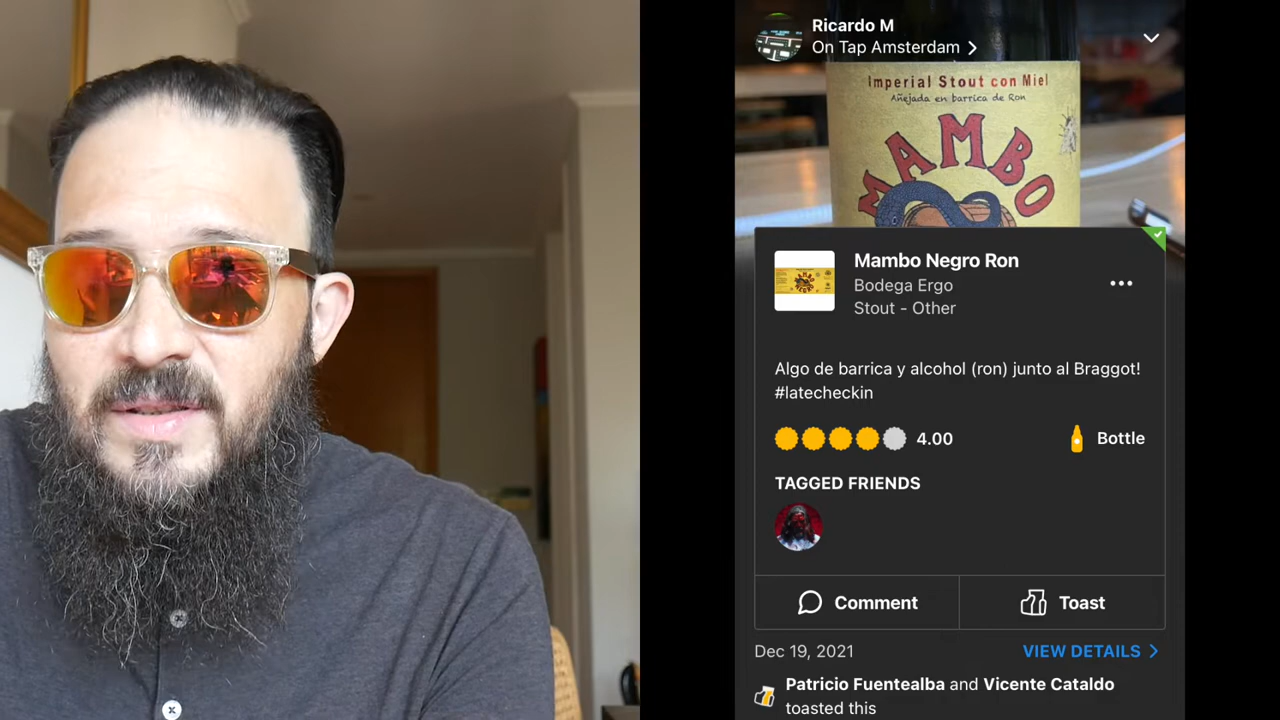 Ricardo M
On Tap Amsterdam
Imperial Stout con Miel
Añejada en barrica de Ron
MAMBO
Mambo Negro Ron
Bodega Ergo
Stout - Other
Algo de barrica y alcohol (ron) junto al Braggot!
#latecheckin
4.00
Bottle
TAGGED FRIENDS
Comment
Toast
Dec 19, 2021
VIEW DETAILS
Patricio Fuentealba and Vicente Cataldo
toasted this